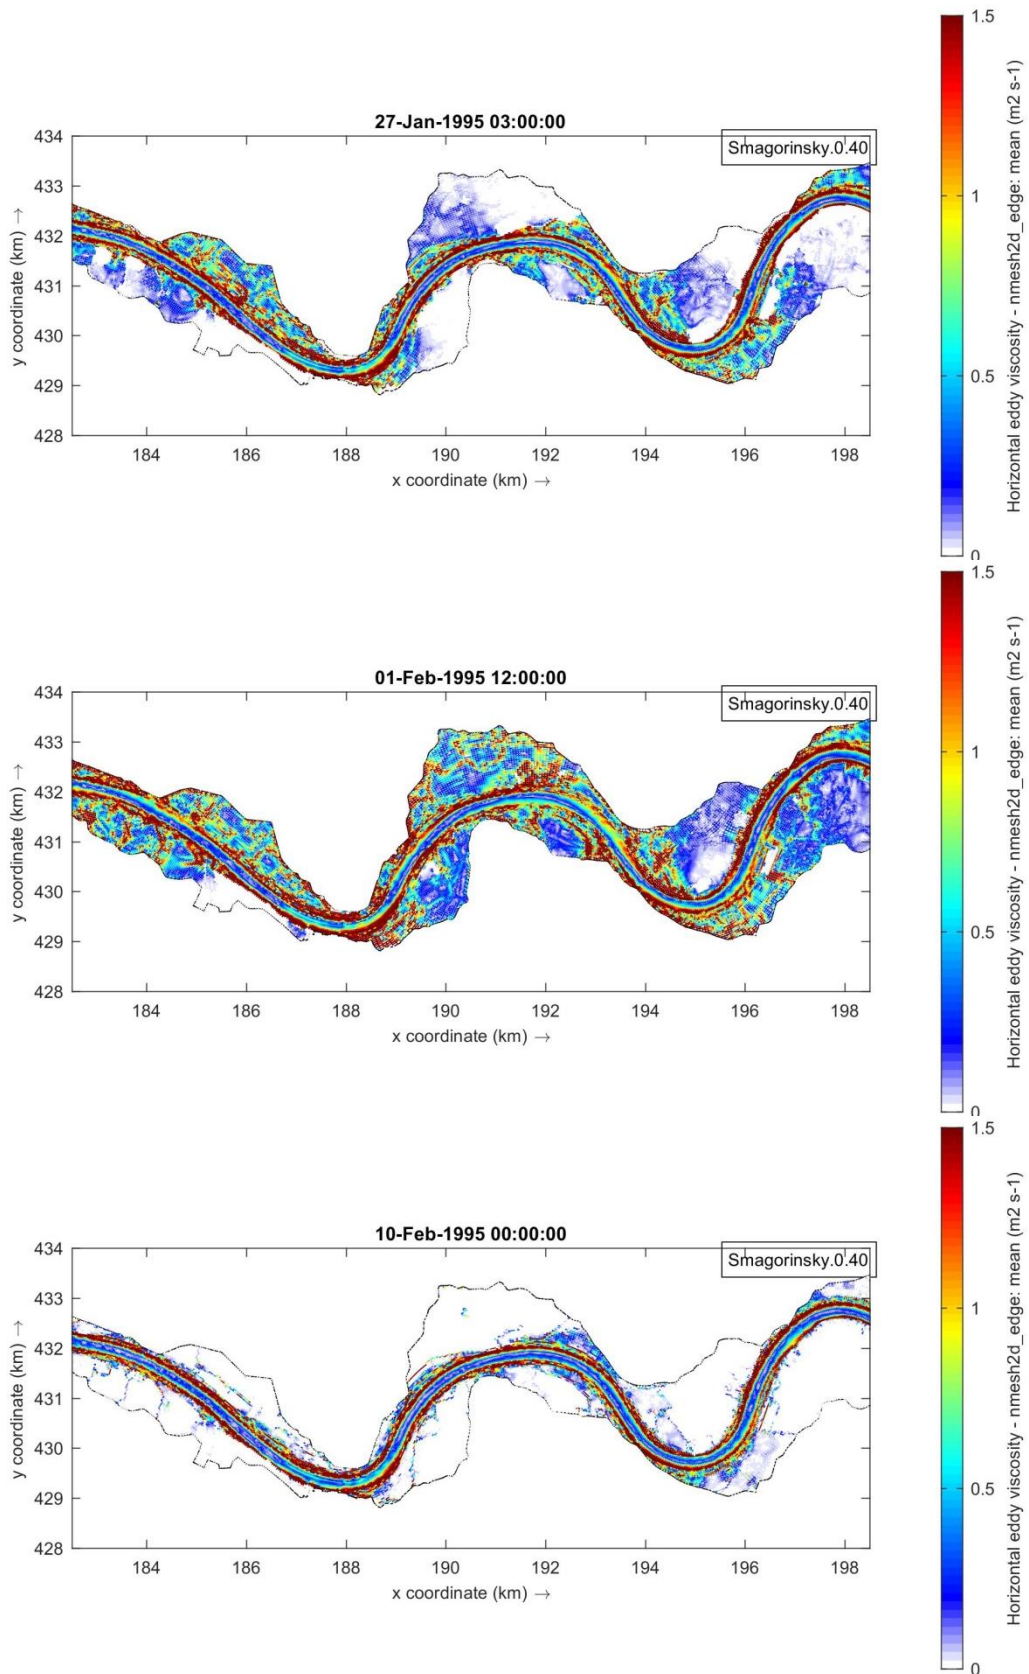 27-Jan-1995 03:00:00
Smagorinsky.0.40
434
433
432
431
430
429
428
y coordinate (km) →
184 186 188 190 192 194 196 198
x coordinate (km) →
1.5
1
0.5
0
Horizontal eddy viscosity - nmesh2d_edge: mean (m2 s-1)
01-Feb-1995 12:00:00
Smagorinsky.0.40
434
433
432
431
430
429
428
y coordinate (km) →
184 186 188 190 192 194 196 198
x coordinate (km) →
1.5
1
0.5
0
Horizontal eddy viscosity - nmesh2d_edge: mean (m2 s-1)
10-Feb-1995 00:00:00
Smagorinsky.0.40
434
433
432
431
430
429
428
y coordinate (km) →
184 186 188 190 192 194 196 198
x coordinate (km) →
1.5
1
0.5
0
Horizontal eddy viscosity - nmesh2d_edge: mean (m2 s-1)